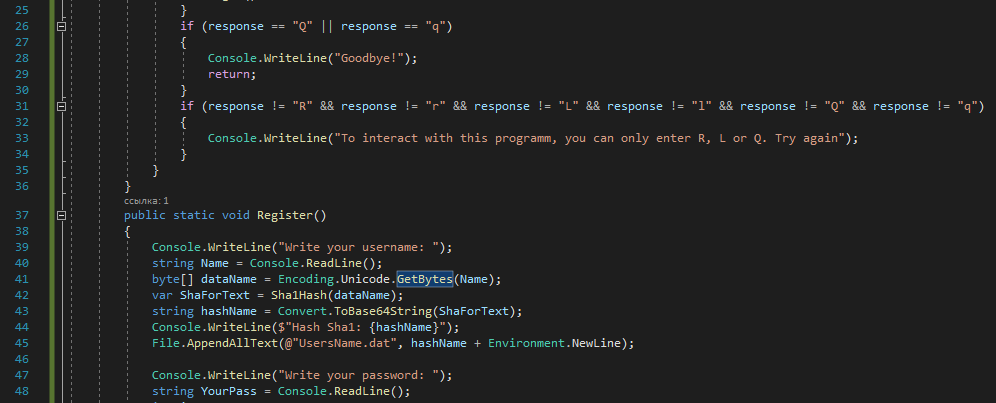 25 }
26 if (response == "Q" || response == "q")
27 {
28 Console.WriteLine("Goodbye!");
29 return;
30 }
31 if (response != "R" && response != "r" && response != "L" && response != "l" && response != "Q" && response != "q")
32 {
33 Console.WriteLine("To interact with this programm, you can only enter R, L or Q. Try again");
34 }
35 }
36 }
ссылка: 1
37 public static void Register()
38 {
39 Console.WriteLine("Write your username: ");
40 string Name = Console.ReadLine();
41 byte[] dataName = Encoding.Unicode.GetBytes(Name);
42 var ShaForText = Sha1Hash(dataName);
43 string hashName = Convert.ToBase64String(ShaForText);
44 Console.WriteLine($"Hash Sha1: {hashName}");
45 File.AppendAllText(@"UsersName.dat", hashName + Environment.NewLine);
46
47 Console.WriteLine("Write your password: ");
48 string YourPass = Console.ReadLine();